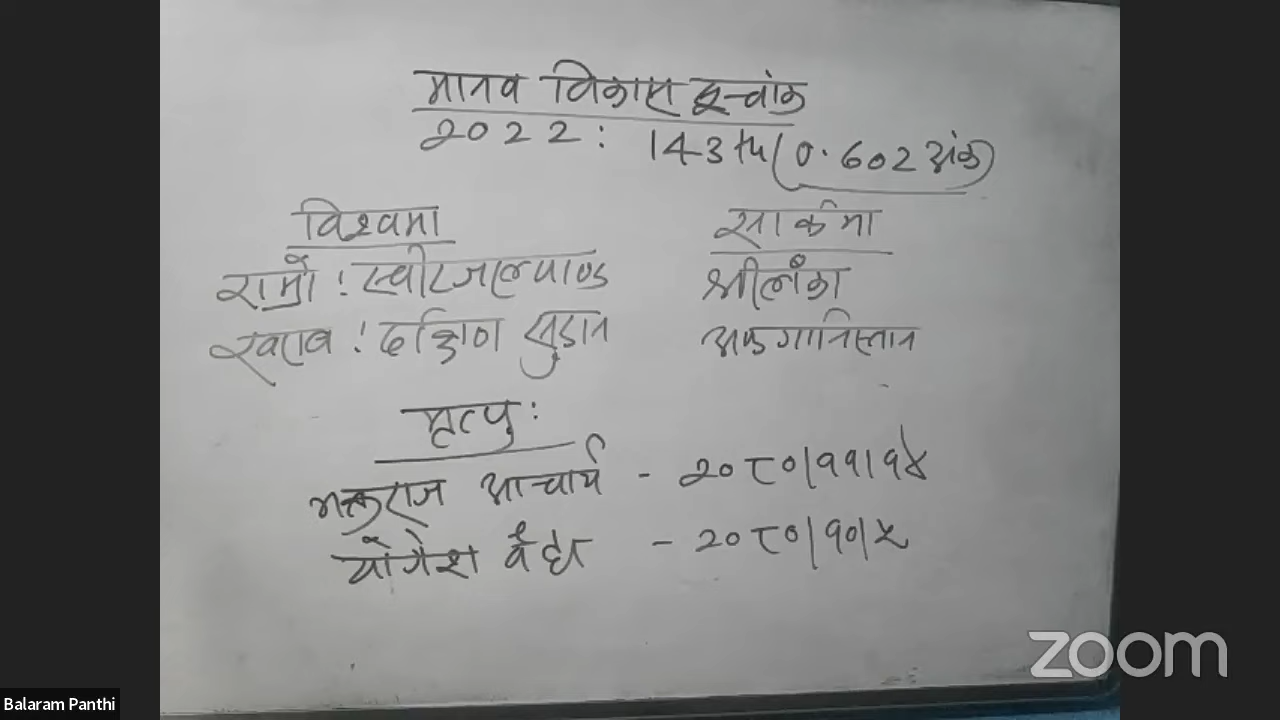 मानव विकास सूचांक
2022: 143th (0.602 अंक)
विश्वमा
राम्रो : स्वीटजरल्याण्ड
खराव : दक्षिण सुडान
सार्कमा
श्रीलंका
अफगानिस्तान
मृत्यु :
भक्तराज आचार्य - २०८०।११।१४
योगेश वैद्य - २०८०।१०।५
zoom
Balaram Panthi